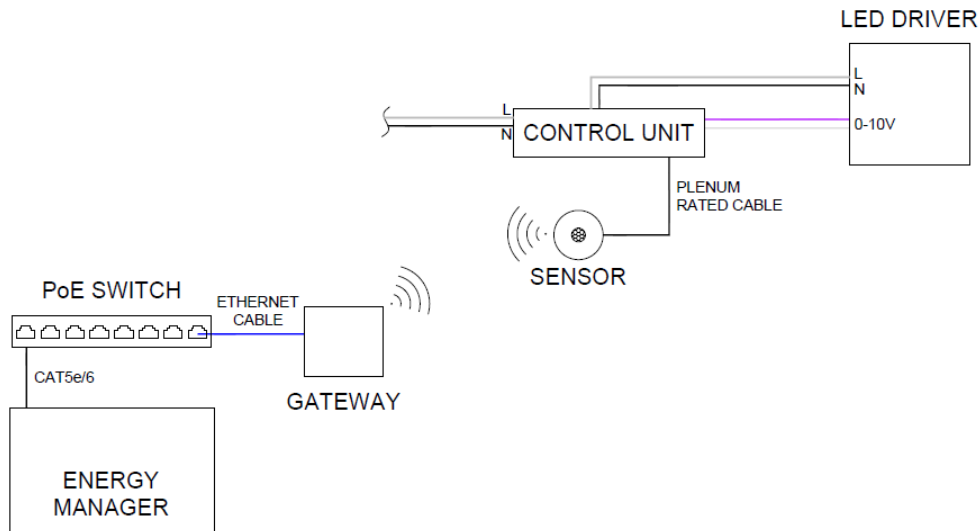 LED DRIVER
L
N
0-10V
L
N
CONTROL UNIT
PLENUM
RATED CABLE
SENSOR
PoE SWITCH
ETHERNET
CABLE
CAT5e/6
GATEWAY
ENERGY
MANAGER